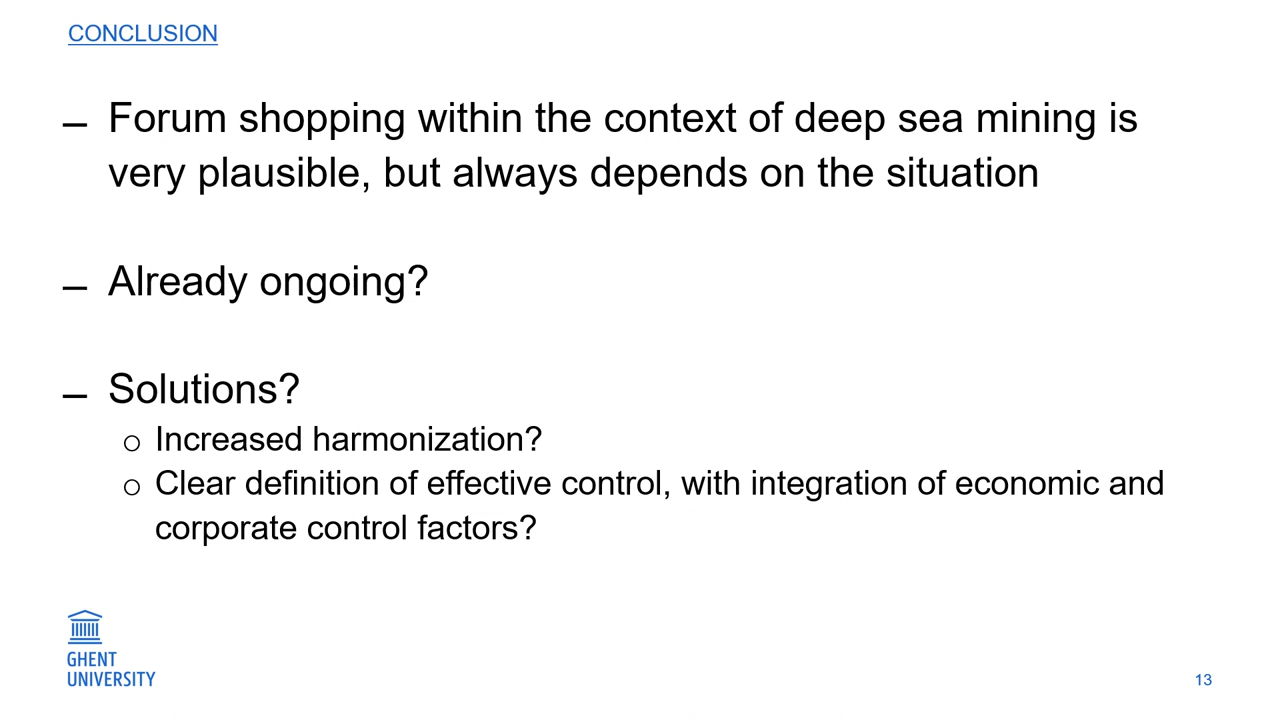 CONCLUSION
– Forum shopping within the context of deep sea mining is
very plausible, but always depends on the situation
– Already ongoing?
– Solutions?
o Increased harmonization?
o Clear definition of effective control, with integration of economic and
corporate control factors?
GHENT
UNIVERSITY
13